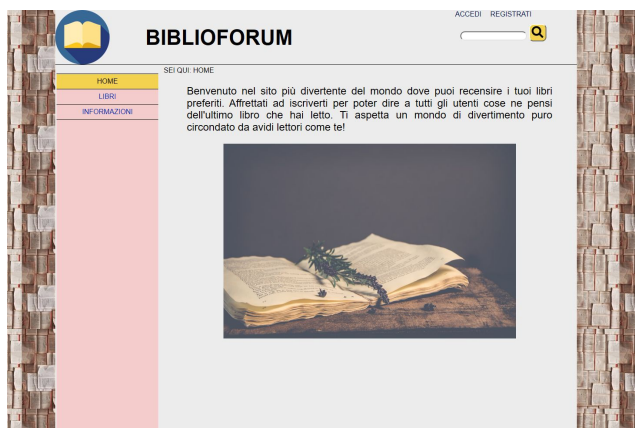 ACCEDI REGISTRATI
BIBLIOFORUM
SEI QUI: HOME
HOME
LIBRI
INFORMAZIONI
Benvenuto nel sito più divertente del mondo dove puoi recensire i tuoi libri
preferiti. Affrettati ad iscriverti per poter dire a tutti gli utenti cose ne pensi
dell'ultimo libro che hai letto. Ti aspetta un mondo di divertimento puro
circondato da avidi lettori come te!